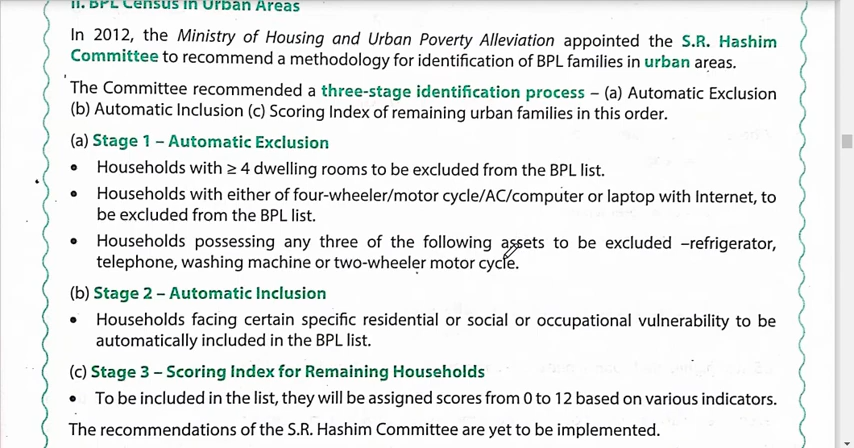 II. BPL Census in Urban Areas
In 2012, the Ministry of Housing and Urban Poverty Alleviation appointed the S.R. Hashim
Committee to recommend a methodology for identification of BPL families in urban areas.
The Committee recommended a three-stage identification process – (a) Automatic Exclusion
(b) Automatic Inclusion (c) Scoring Index of remaining urban families in this order.
(a) Stage 1 – Automatic Exclusion
• Households with ≥ 4 dwelling rooms to be excluded from the BPL list.
• Households with either of four-wheeler/motor cycle/AC/computer or laptop with Internet, to
be excluded from the BPL list.
• Households possessing any three of the following assets to be excluded –refrigerator,
telephone, washing machine or two-wheeler motor cycle.
(b) Stage 2 – Automatic Inclusion
• Households facing certain specific residential or social or occupational vulnerability to be
automatically included in the BPL list.
(c) Stage 3 – Scoring Index for Remaining Households
• To be included in the list, they will be assigned scores from 0 to 12 based on various indicators.
The recommendations of the S.R. Hashim Committee are yet to be implemented.